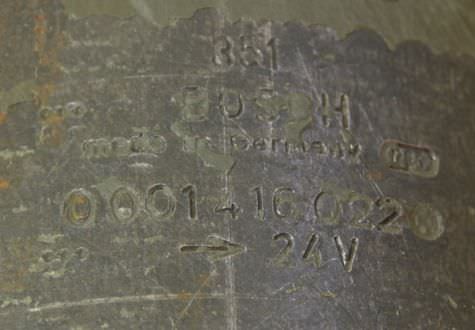 351
BOSCH
made in Germany
0001416022
→ 24V